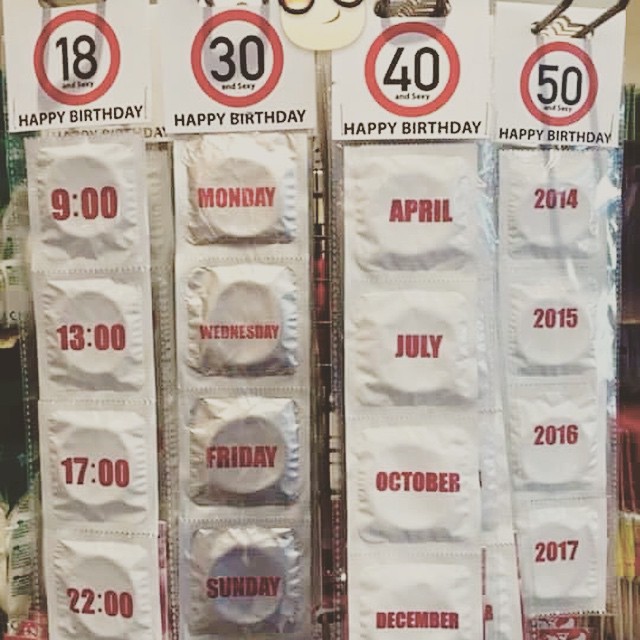 18
and Sexy
HAPPY BIRTHDAY
HAPPY BIRTHDAY
9:00
13:00
17:00
22:00
30
and Sexy
HAPPY BIRTHDAY
MONDAY
WEDNESDAY
FRIDAY
SUNDAY
40
and Sexy
HAPPY BIRTHDAY
APRIL
JULY
OCTOBER
DECEMBER
50
and Sexy
HAPPY BIRTHDAY
2014
2015
2016
2017